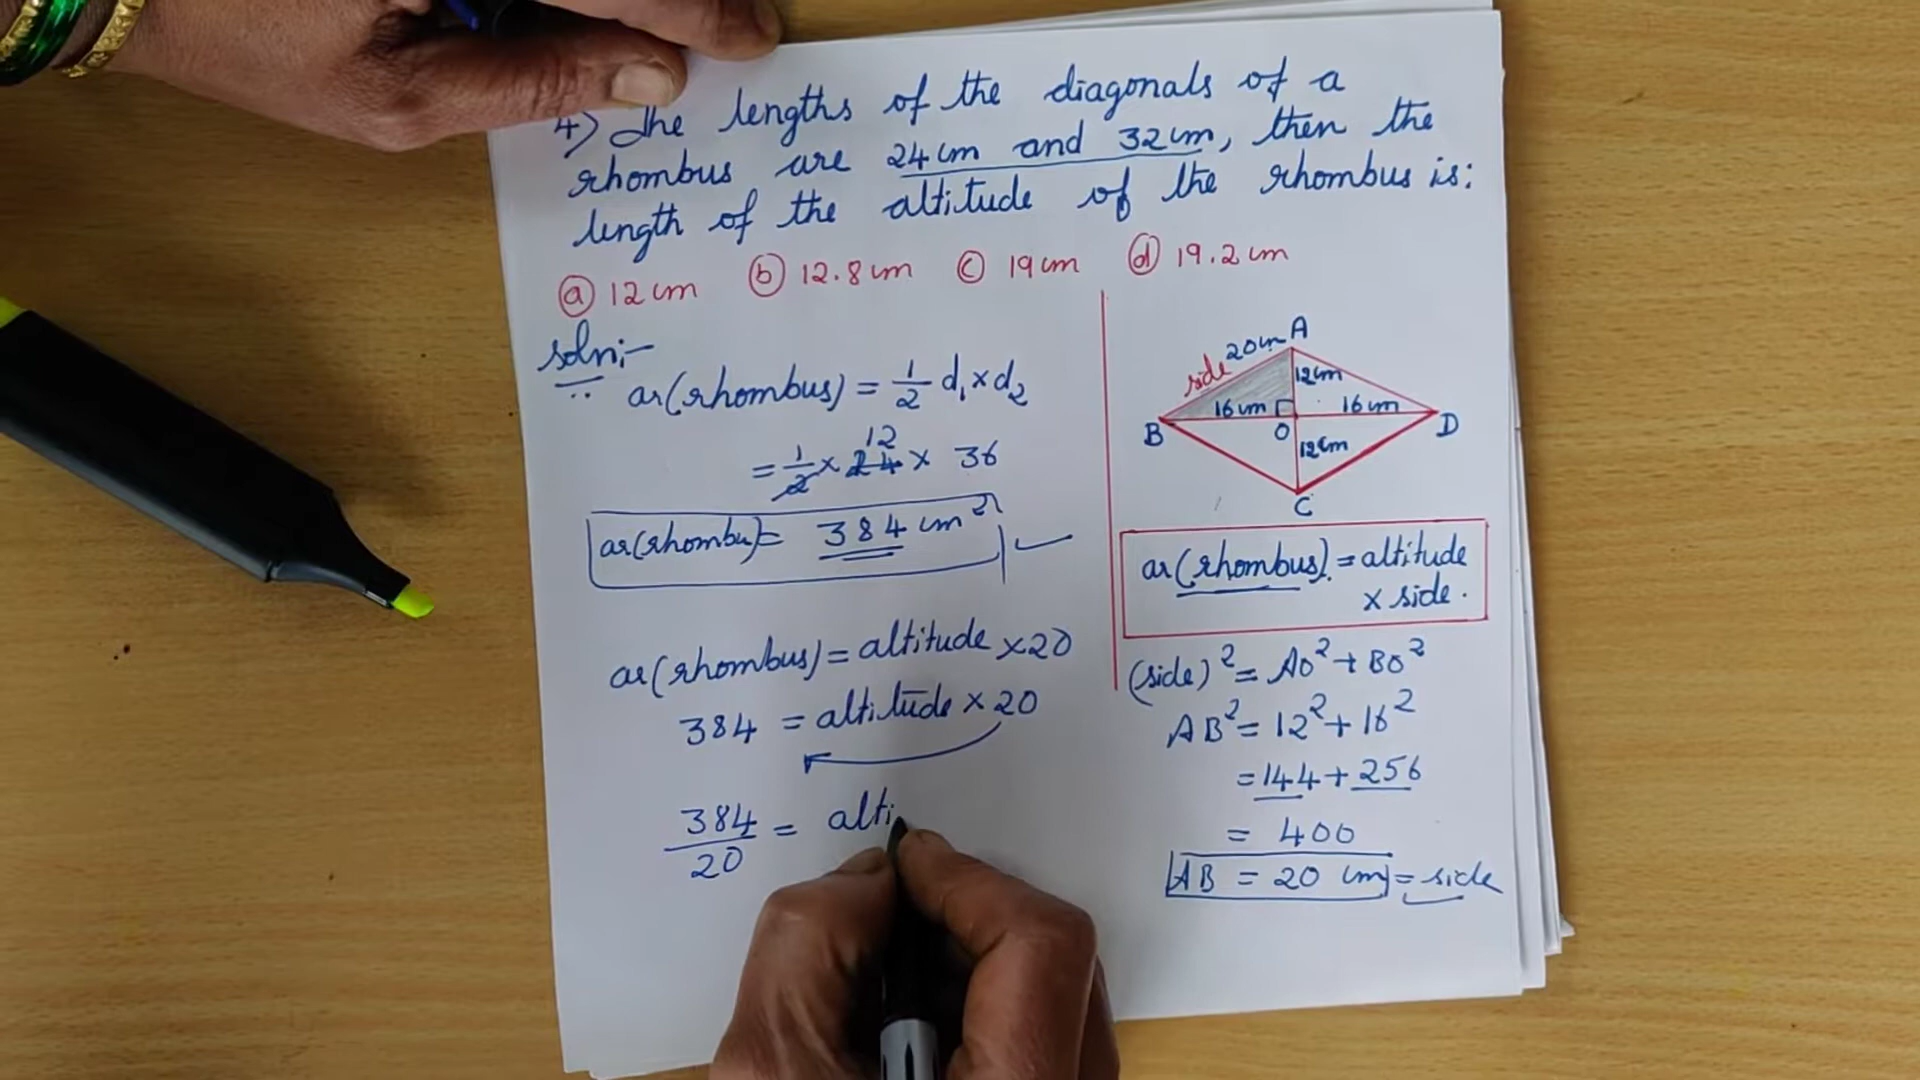 4) The lengths of the diagonals of a
rhombus are 24cm and 32cm, then the
length of the altitude of the rhombus is:
ⓐ 12cm ⓑ 12.8cm ⓒ 19cm ⓓ 19.2cm
soln:-
ar(rhombus) = 1/2 d₁×d₂
= 1/2 × 24 × 36
12
ar(rhombu)= 384 cm²
ar(rhombus) = altitude ×20
384 = altitude × 20
384/20 = alti
A
20cm
side
12cm
16cm
16cm
B
O
D
12cm
C
ar(rhombus) = altitude
× side.
(side)² = AO² + BO²
AB² = 12² + 16²
= 144 + 256
= 400
AB = 20 cm = side